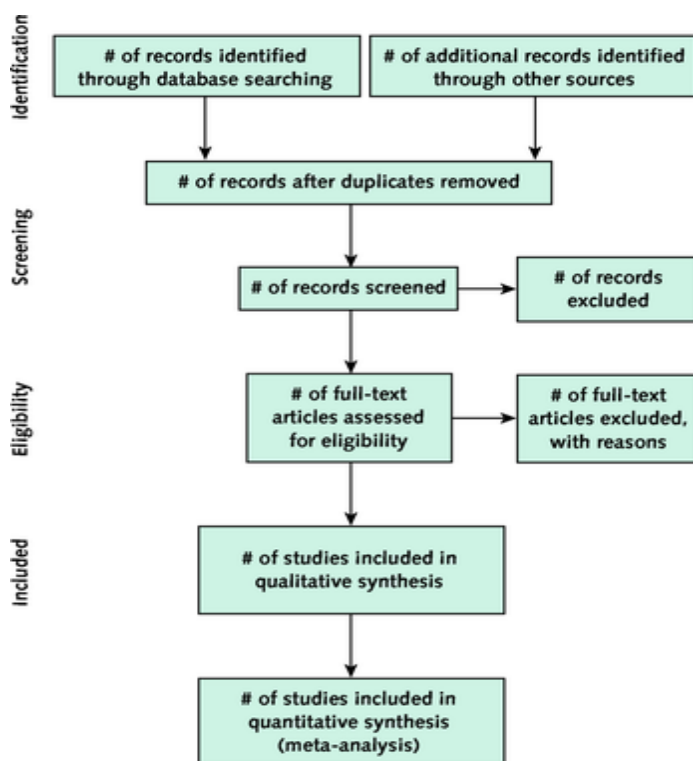 Identification
# of records identified
through database searching
# of additional records identified
through other sources
# of records after duplicates removed
Screening
# of records screened
# of records
excluded
Eligibility
# of full-text
articles assessed
for eligibility
# of full-text
articles excluded,
with reasons
Included
# of studies included in
qualitative synthesis
# of studies included in
quantitative synthesis
(meta-analysis)